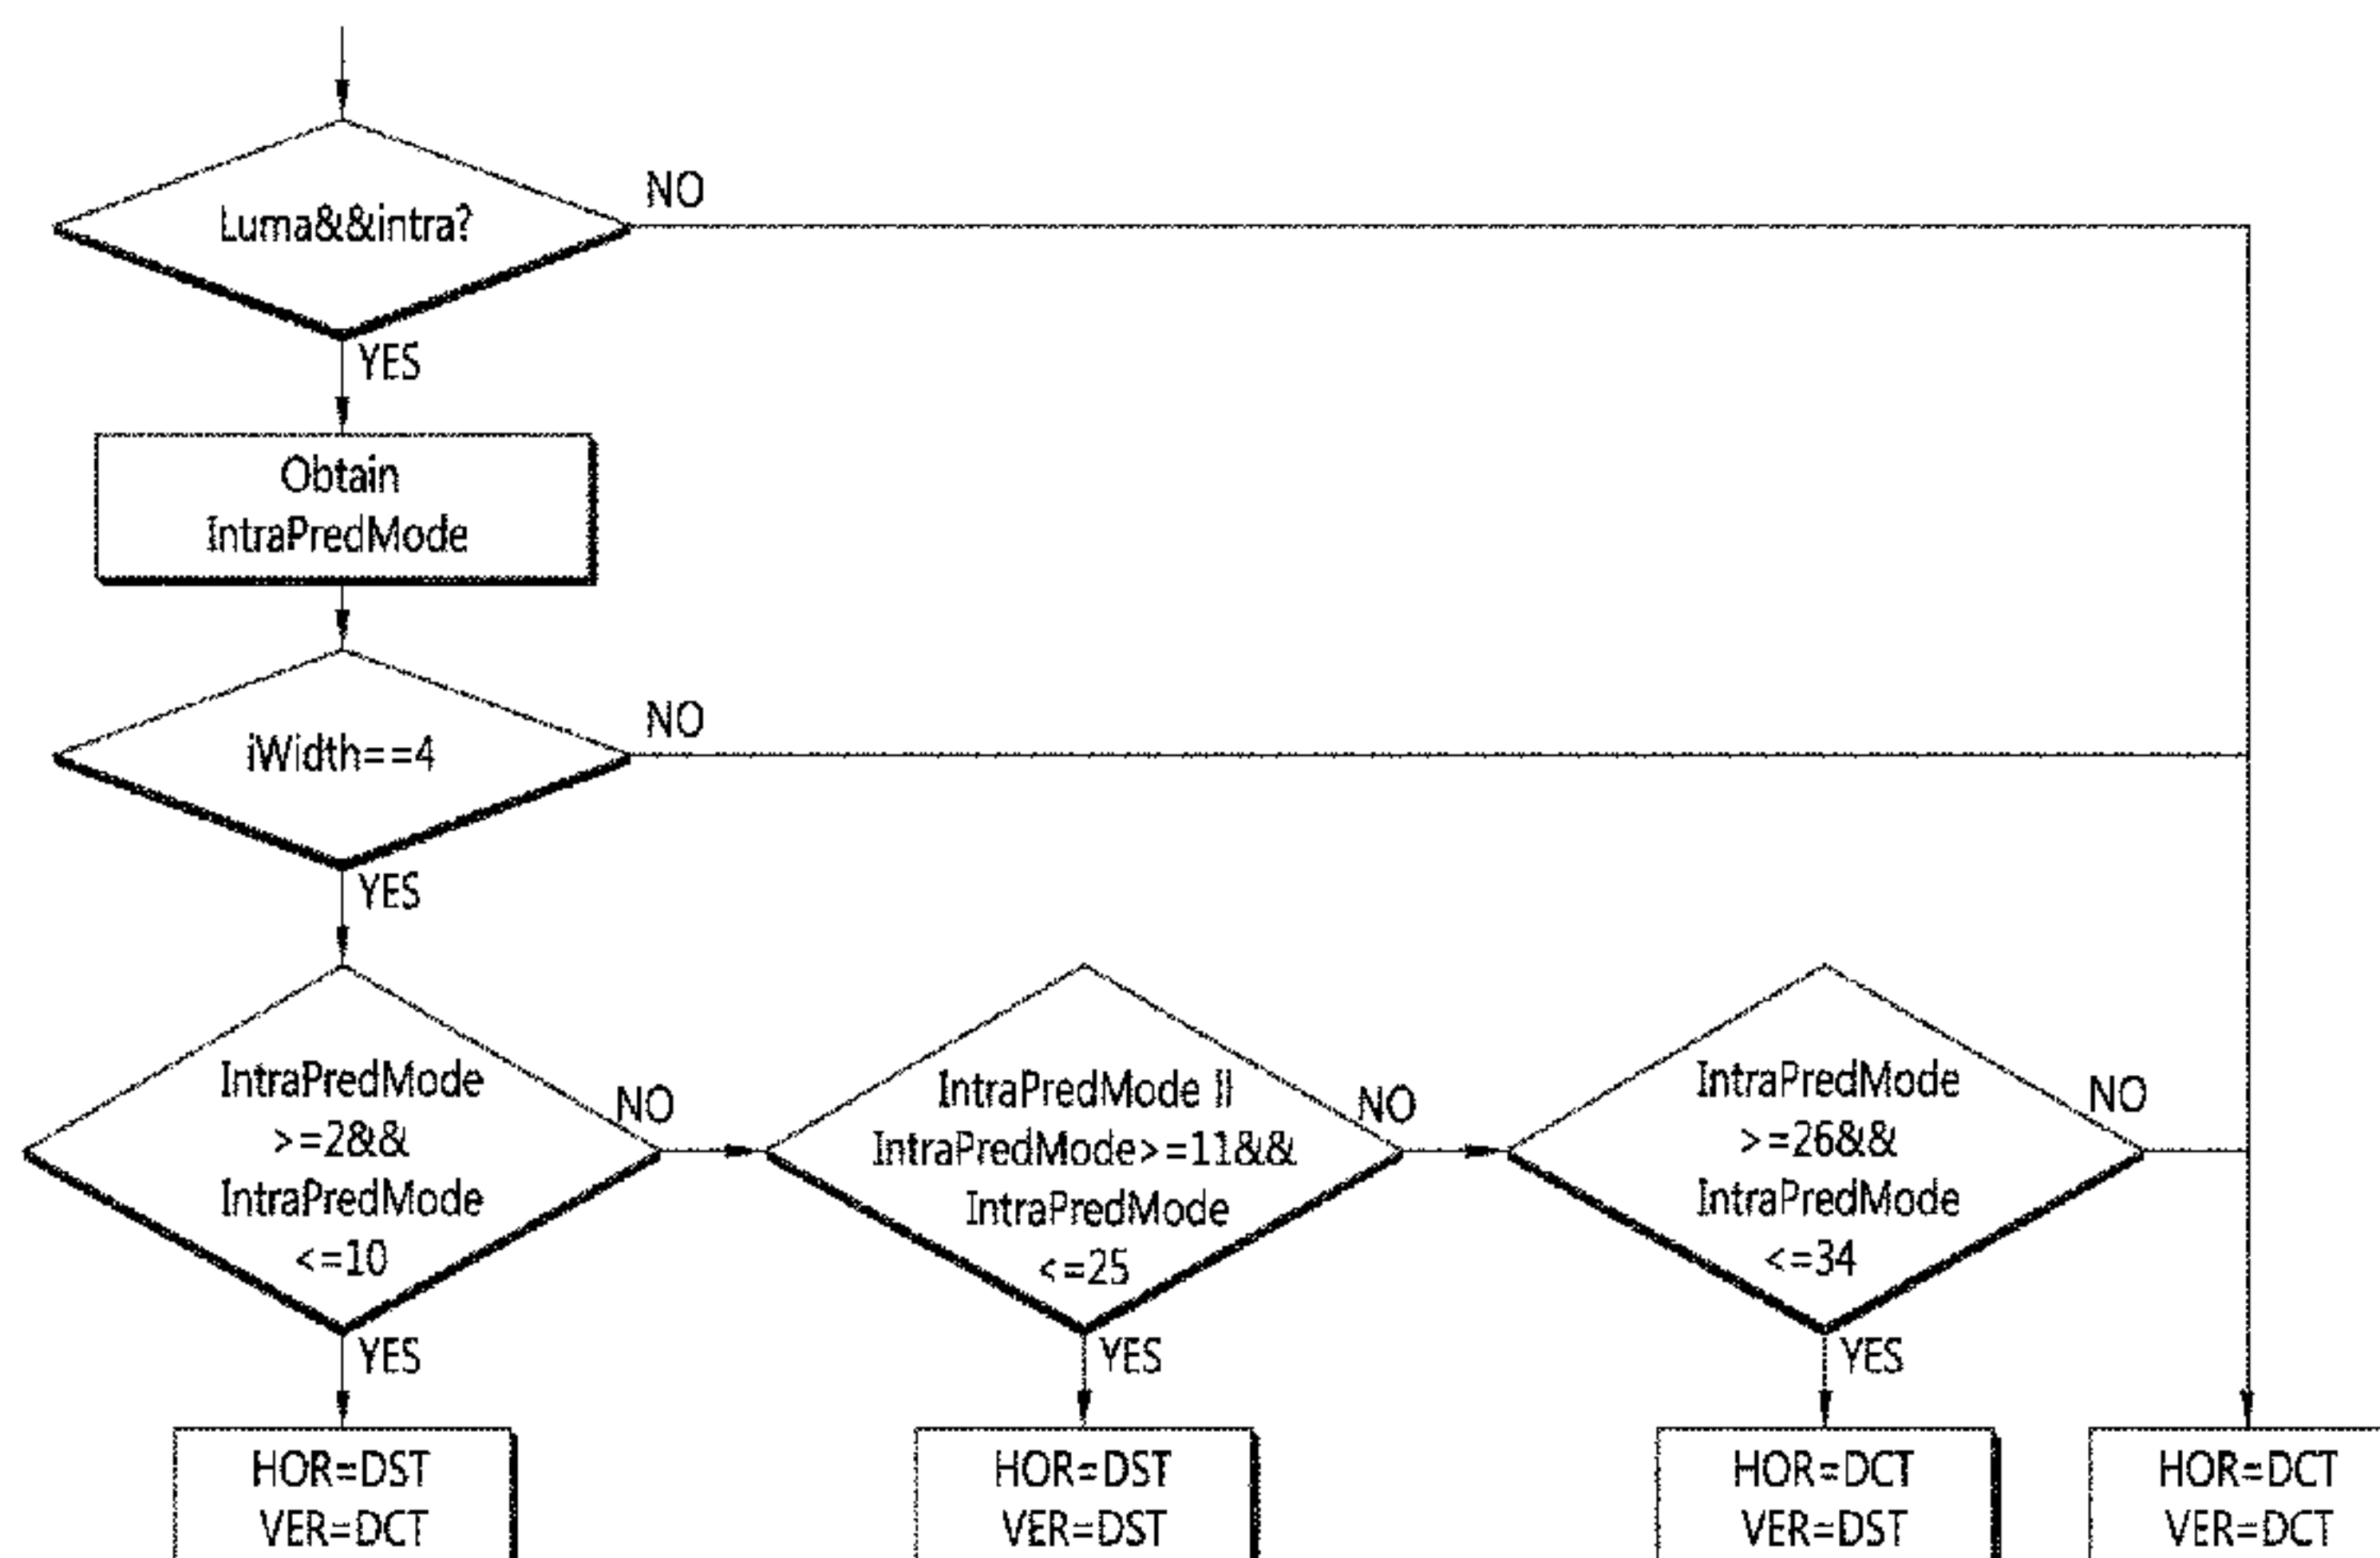 Luma&&intra?
NO
YES
Obtain
IntraPredMode
iWidth==4
NO
YES
IntraPredMode
>=2&&
IntraPredMode
<=10
NO
YES
IntraPredMode ||
IntraPredMode>=11&&
IntraPredMode
<=25
NO
YES
IntraPredMode
>=26&&
IntraPredMode
<=34
NO
YES
HOR=DST
VER=DCT
HOR=DST
VER=DST
HOR=DCT
VER=DST
HOR=DCT
VER=DCT